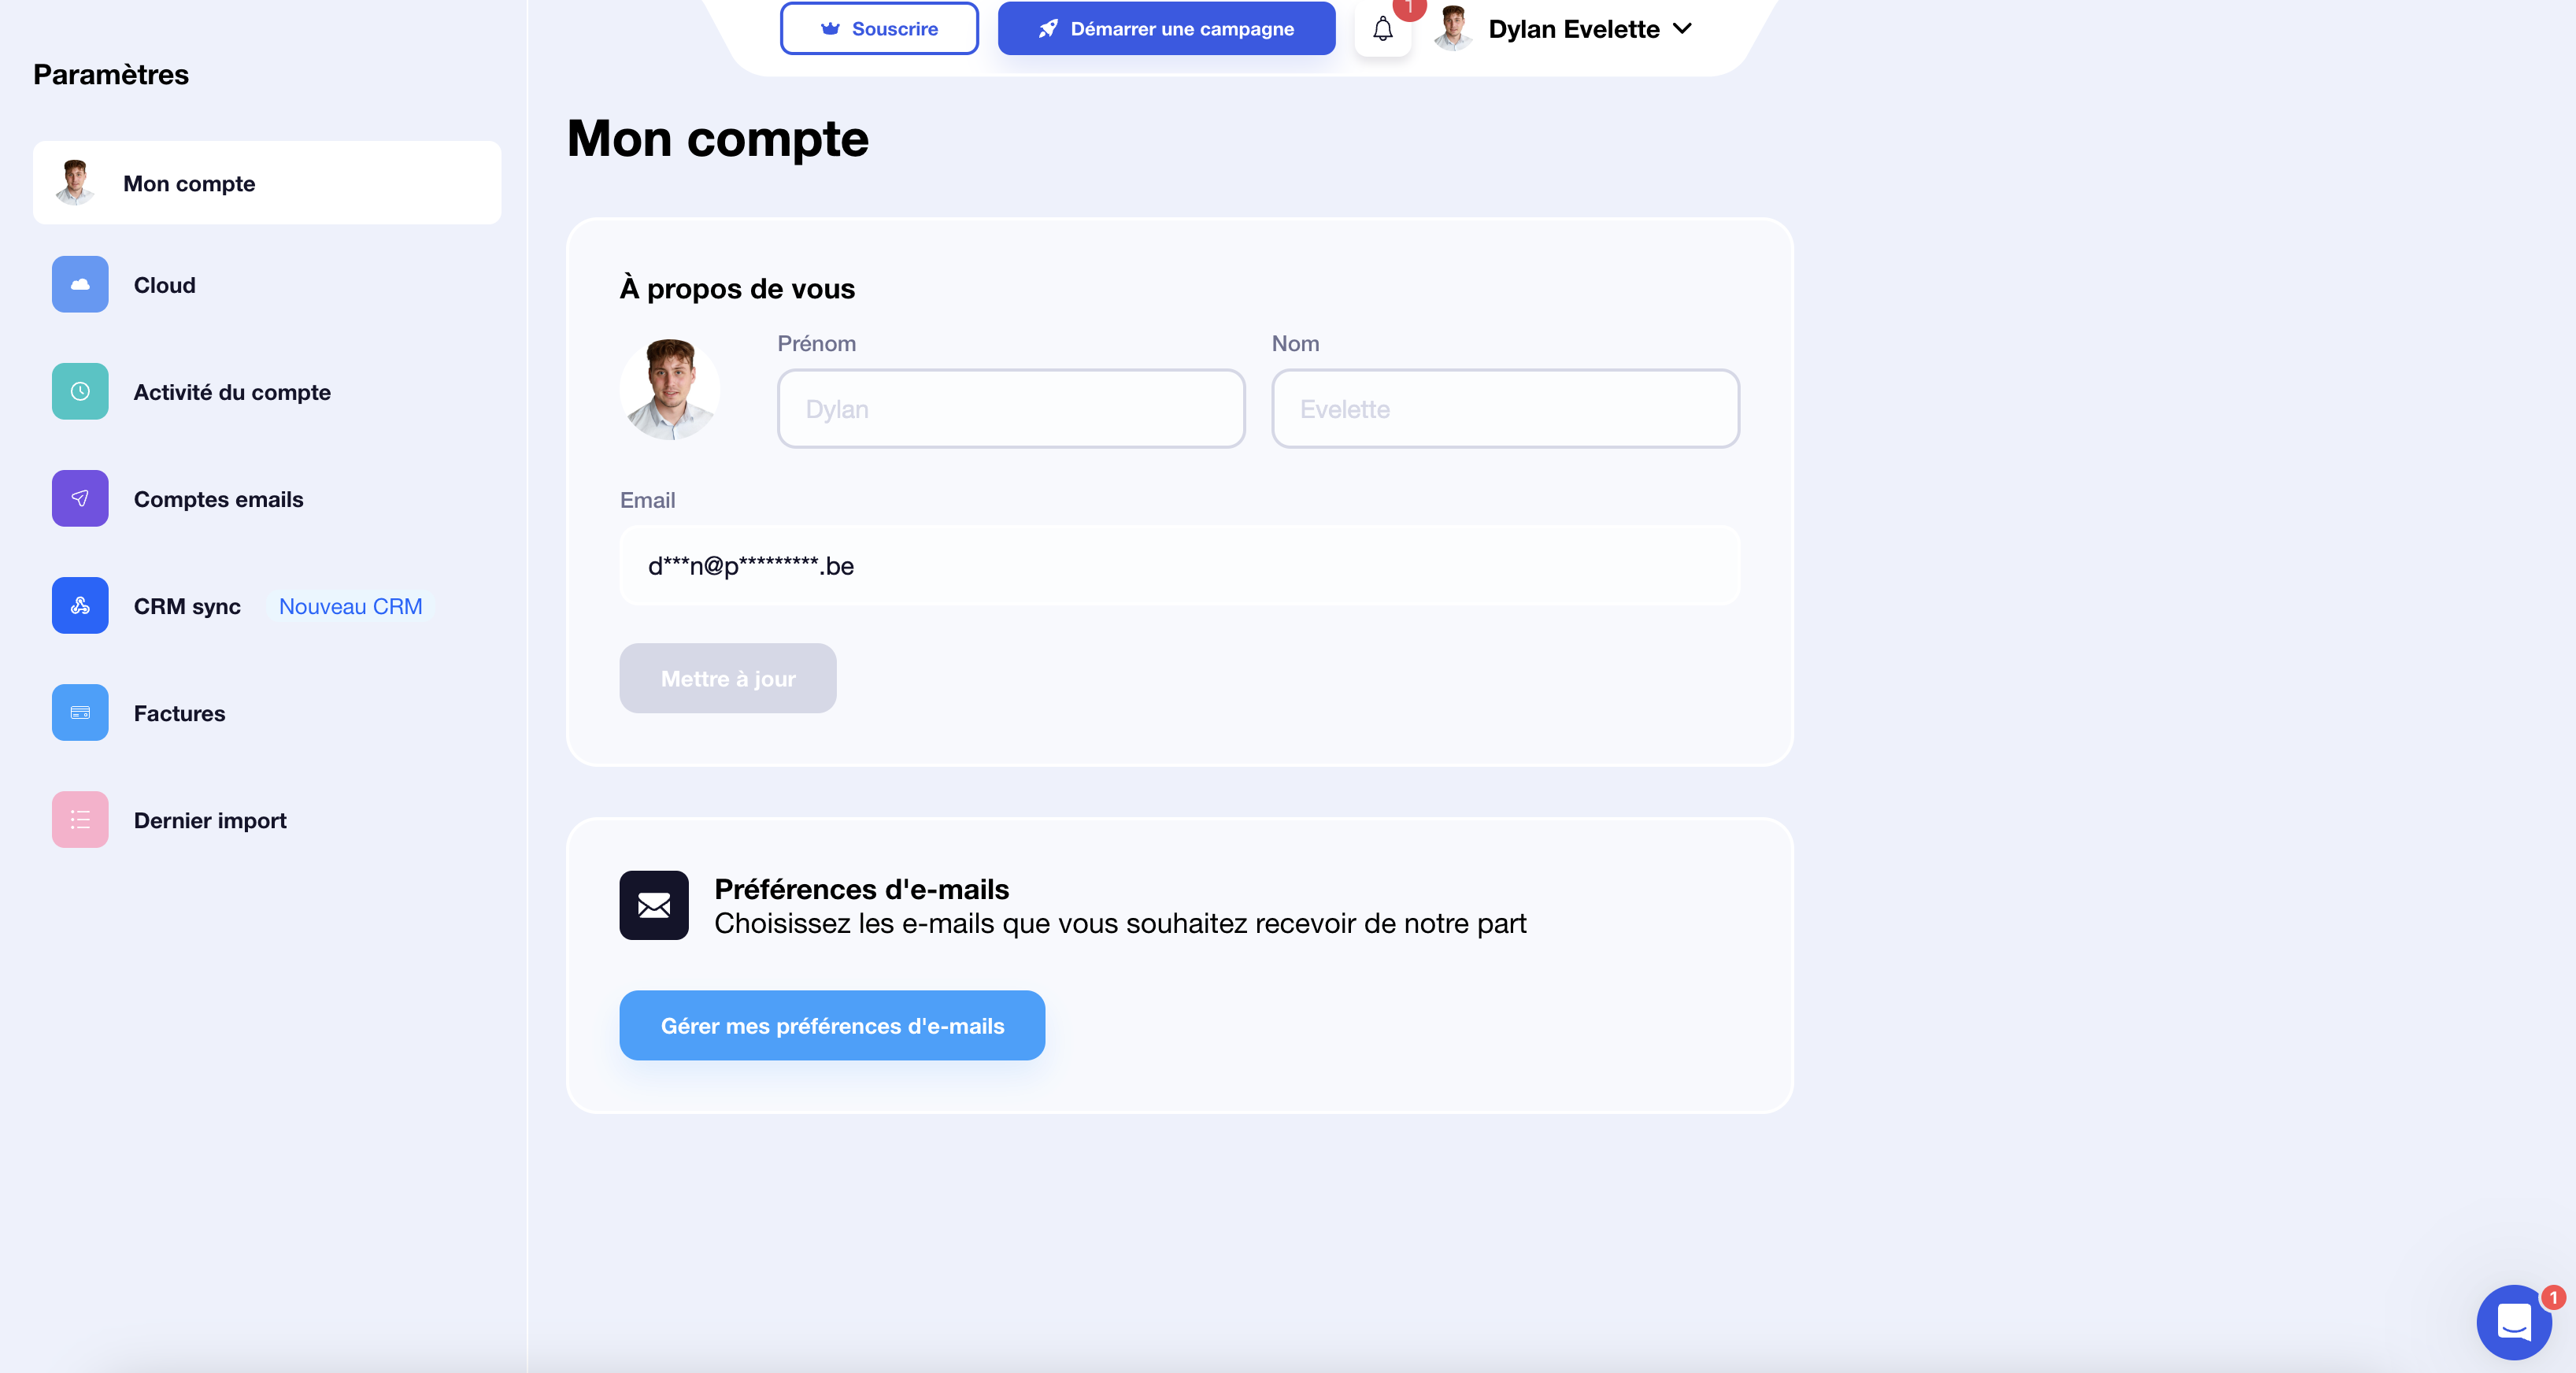 Souscrire
Démarrer une campagne
1
Dylan Evelette
Paramètres
Mon compte
Cloud
Activité du compte
Comptes emails
CRM sync
Nouveau CRM
Factures
Dernier import
Mon compte
À propos de vous
Prénom
Nom
Dylan
Evelette
Email
d***n@p*********.be
Mettre à jour
Préférences d'e-mails
Choisissez les e-mails que vous souhaitez recevoir de notre part
Gérer mes préférences d'e-mails
1